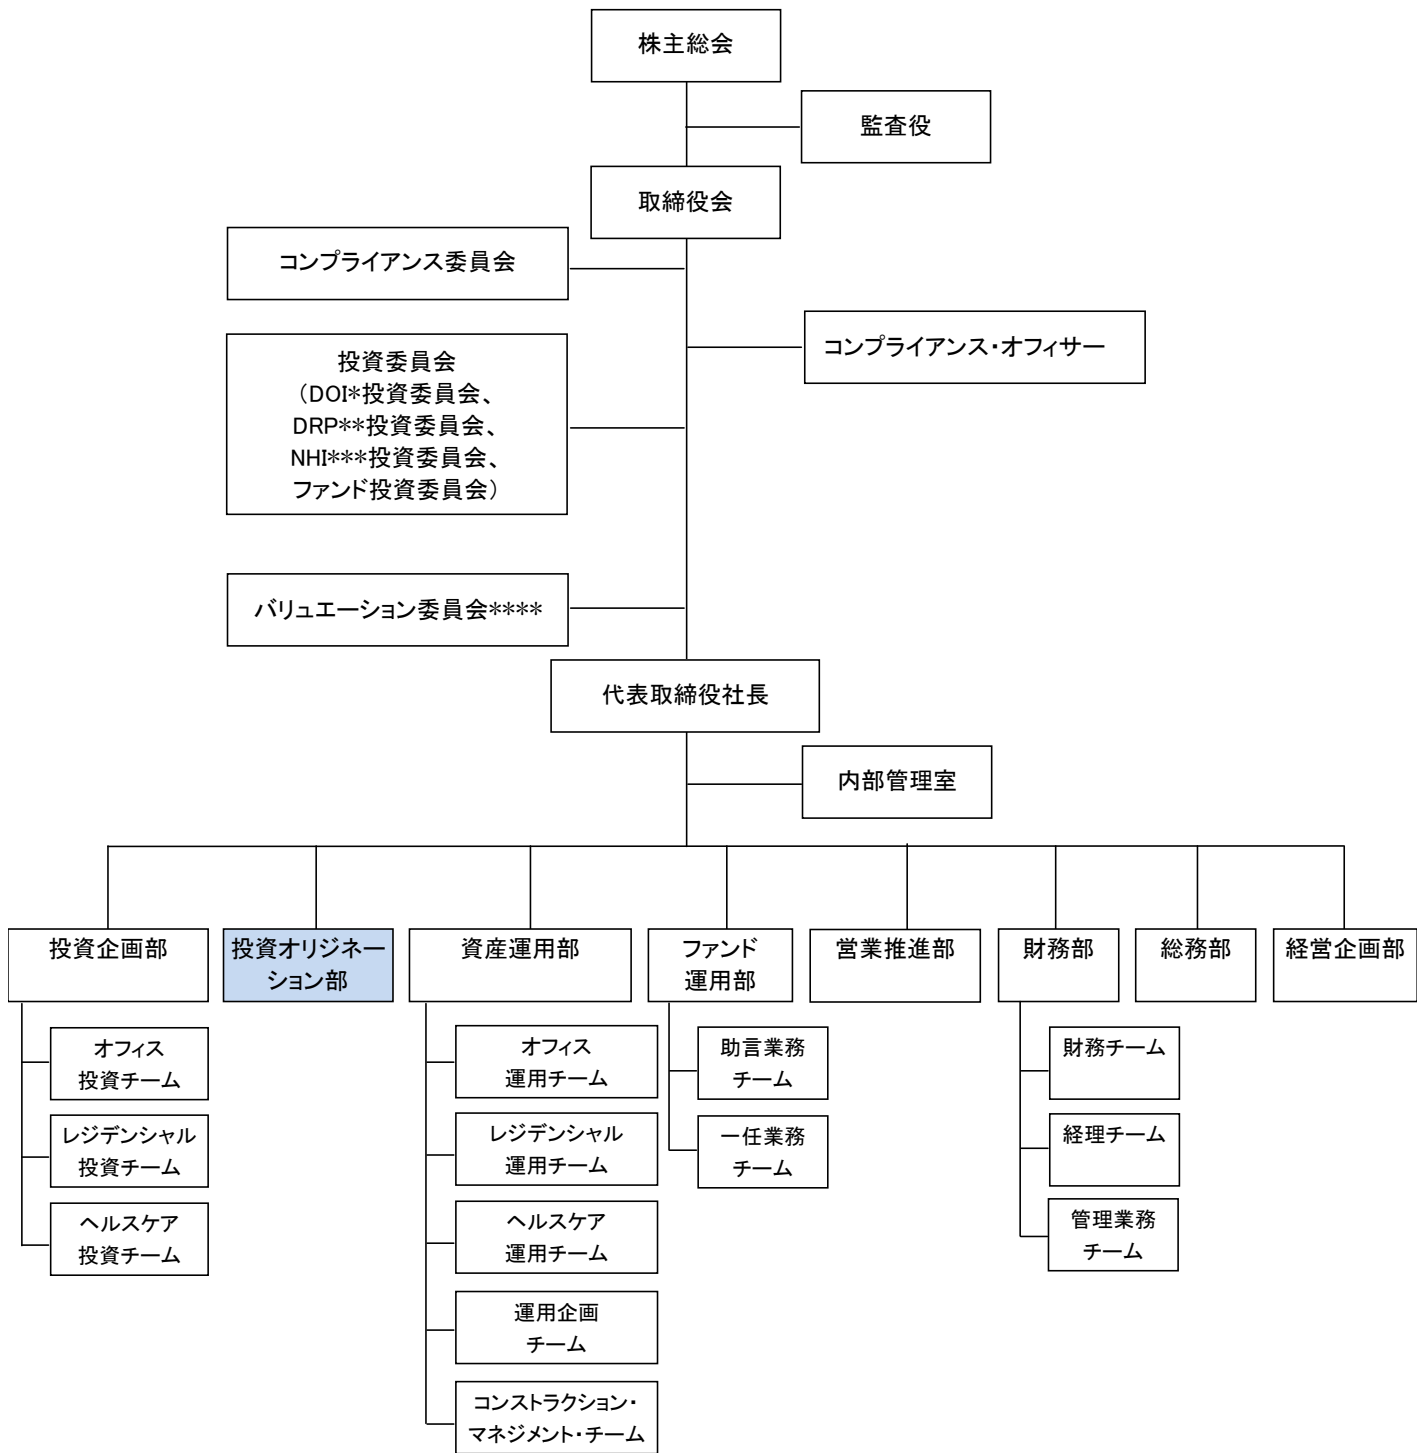 株主総会
監査役
取締役会
コンプライアンス委員会
コンプライアンス・オフィサー
投資委員会
（DOI*投資委員会、
DRP**投資委員会、
NHI***投資委員会、
ファンド投資委員会）
バリュエーション委員会****
代表取締役社長
内部管理室
投資企画部
投資オリジネー
ション部
資産運用部
ファンド
運用部
営業推進部
財務部
総務部
経営企画部
オフィス
投資チーム
レジデンシャル
投資チーム
ヘルスケア
投資チーム
オフィス
運用チーム
レジデンシャル
運用チーム
ヘルスケア
運用チーム
運用企画
チーム
コンストラクション・
マネジメント・チーム
助言業務
チーム
一任業務
チーム
財務チーム
経理チーム
管理業務
チーム